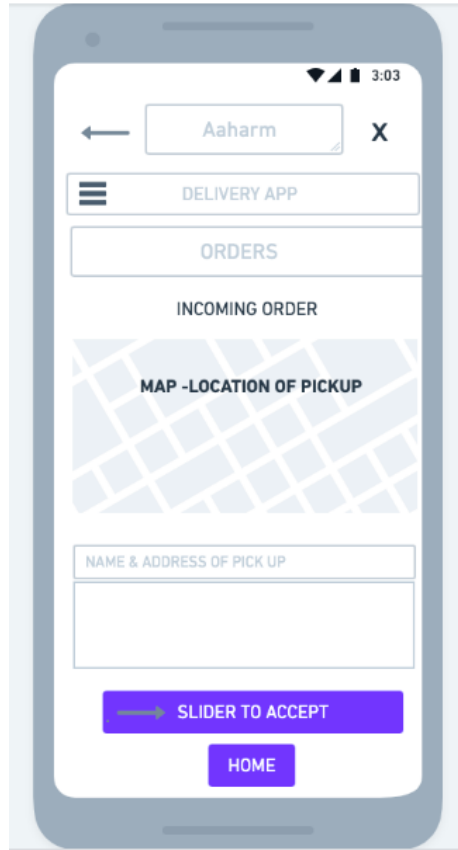 3:03
Aaharm
X
DELIVERY APP
ORDERS
INCOMING ORDER
MAP -LOCATION OF PICKUP
NAME & ADDRESS OF PICK UP
SLIDER TO ACCEPT
HOME